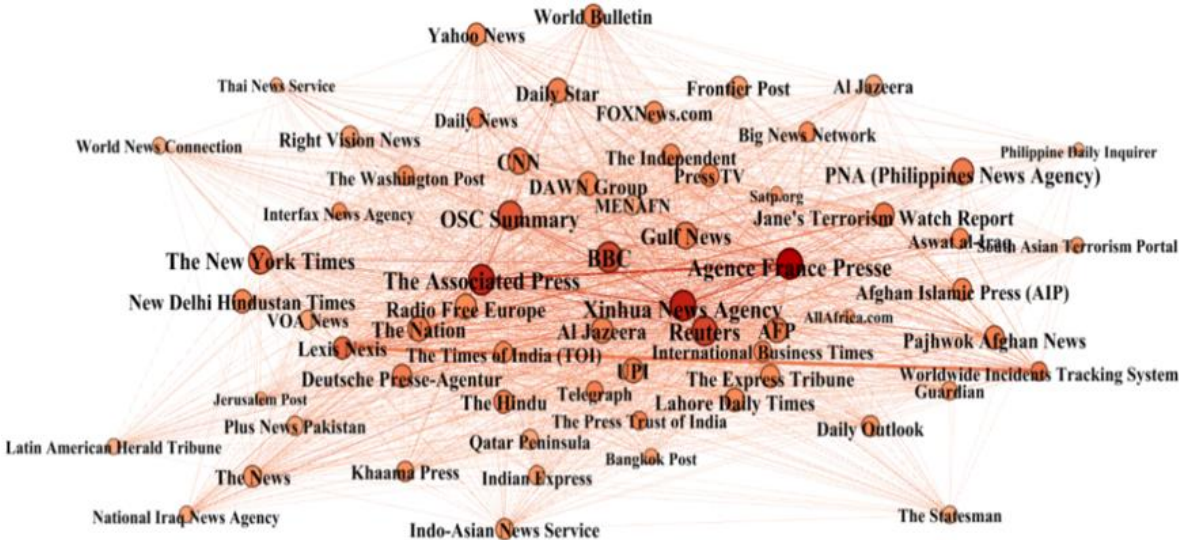 World Bulletin
Yahoo News
Thai News Service
Daily Star
Frontier Post
Al Jazeera
FOXNews.com
Daily News
Big News Network
Right Vision News
World News Connection
CNN
The Independent
Philippine Daily Inquirer
The Washington Post
Press TV
PNA (Philippines News Agency)
DAWN Group
Satp.org
MENAFN
Interfax News Agency
OSC Summary
Jane's Terrorism Watch Report
Gulf News
Aswat al-Iraq
South Asian Terrorism Portal
The New York Times
BBC
Agence France Presse
The Associated Press
Afghan Islamic Press (AIP)
New Delhi Hindustan Times
Radio Free Europe
Xinhua News Agency
AllAfrica.com
VOA News
The Nation
Al Jazeera
Reuters
AFP
Pajhwok Afghan News
Lexis Nexis
The Times of India (TOI)
International Business Times
UPI
Deutsche Presse-Agentur
The Express Tribune
Worldwide Incidents Tracking System
Guardian
Telegraph
Jerusalem Post
The Hindu
Lahore Daily Times
The Press Trust of India
Plus News Pakistan
Daily Outlook
Qatar Peninsula
Latin American Herald Tribune
Bangkok Post
The News
Khaama Press
Indian Express
National Iraq News Agency
The Statesman
Indo-Asian News Service